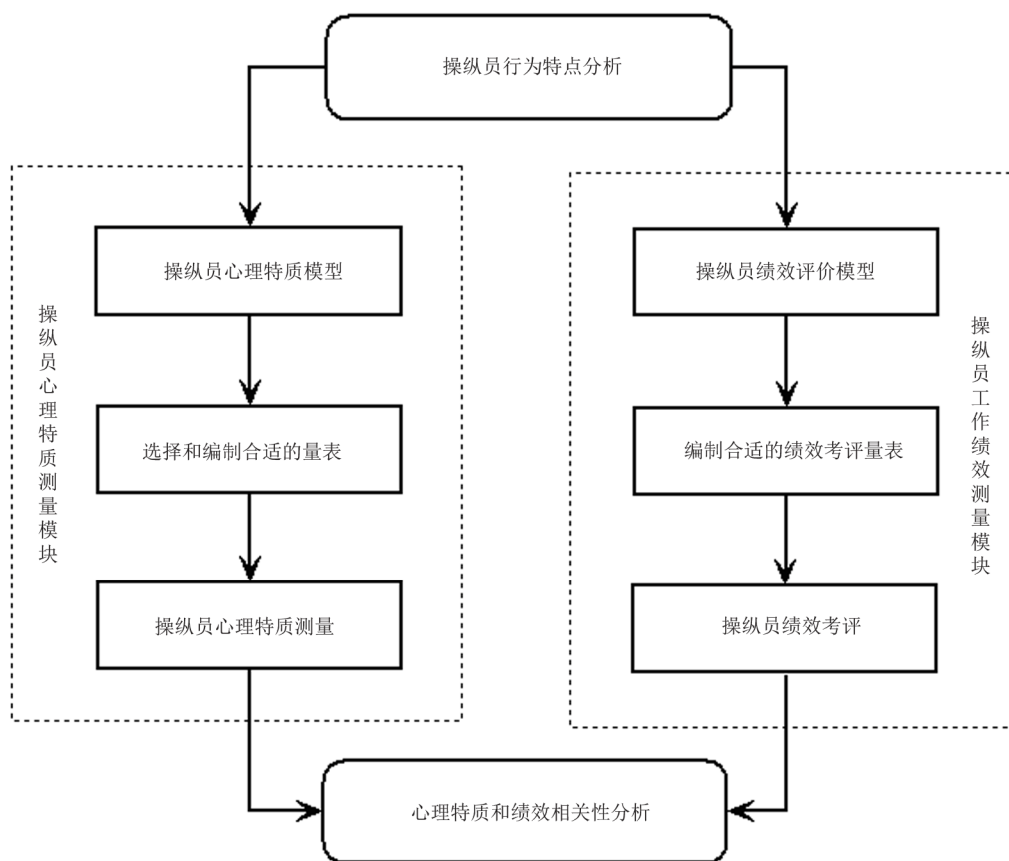 操纵员行为特点分析
操纵员心理特质测量模块
操纵员心理特质模型
选择和编制合适的量表
操纵员心理特质测量
操纵员绩效评价模型
编制合适的绩效考评量表
操纵员绩效考评
操纵员工作绩效测量模块
心理特质和绩效相关性分析